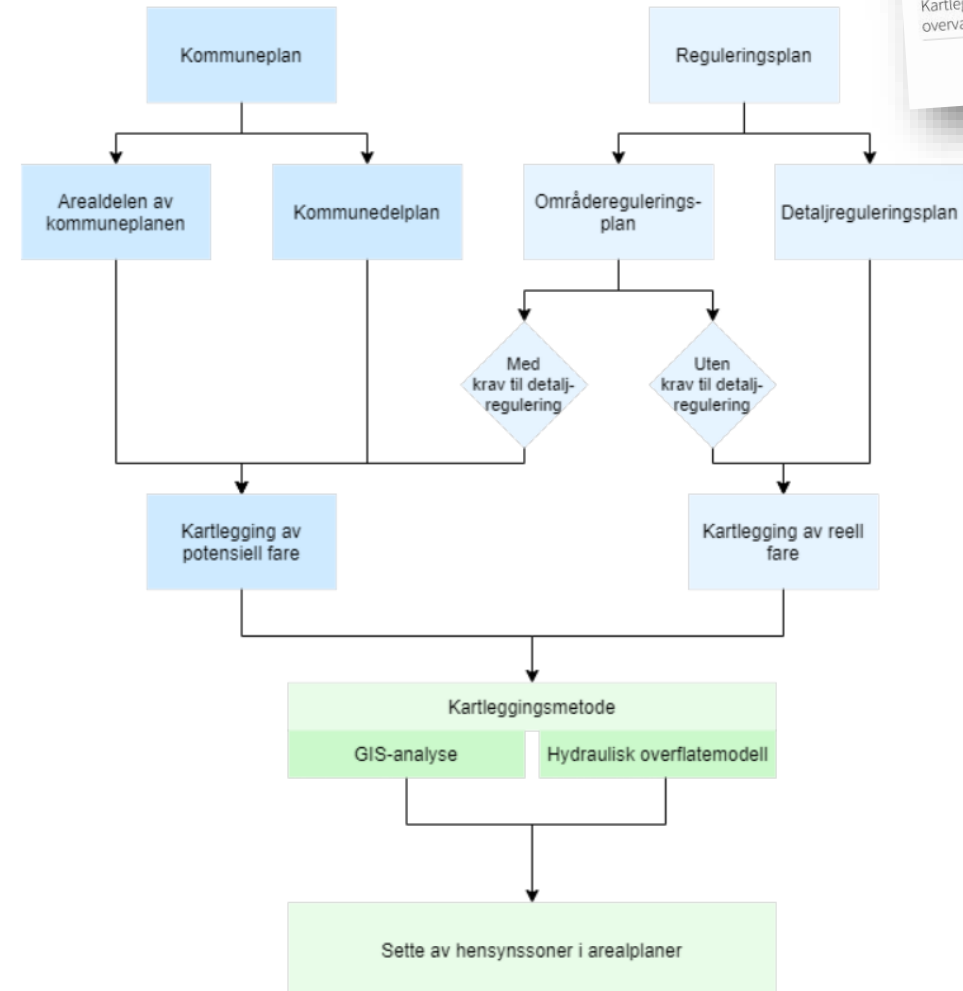 Kommuneplan
Reguleringsplan
Arealdelen av
kommuneplanen
Kommunedelplan
Områderegulerings-
plan
Detaljreguleringsplan
Med
krav til detalj-
regulering
Uten
krav til detalj-
regulering
Kartlegging av
potensiell fare
Kartlegging av reell
fare
Kartleggingsmetode
GIS-analyse
Hydraulisk overflatemodell
Sette av hensynssoner i arealplaner